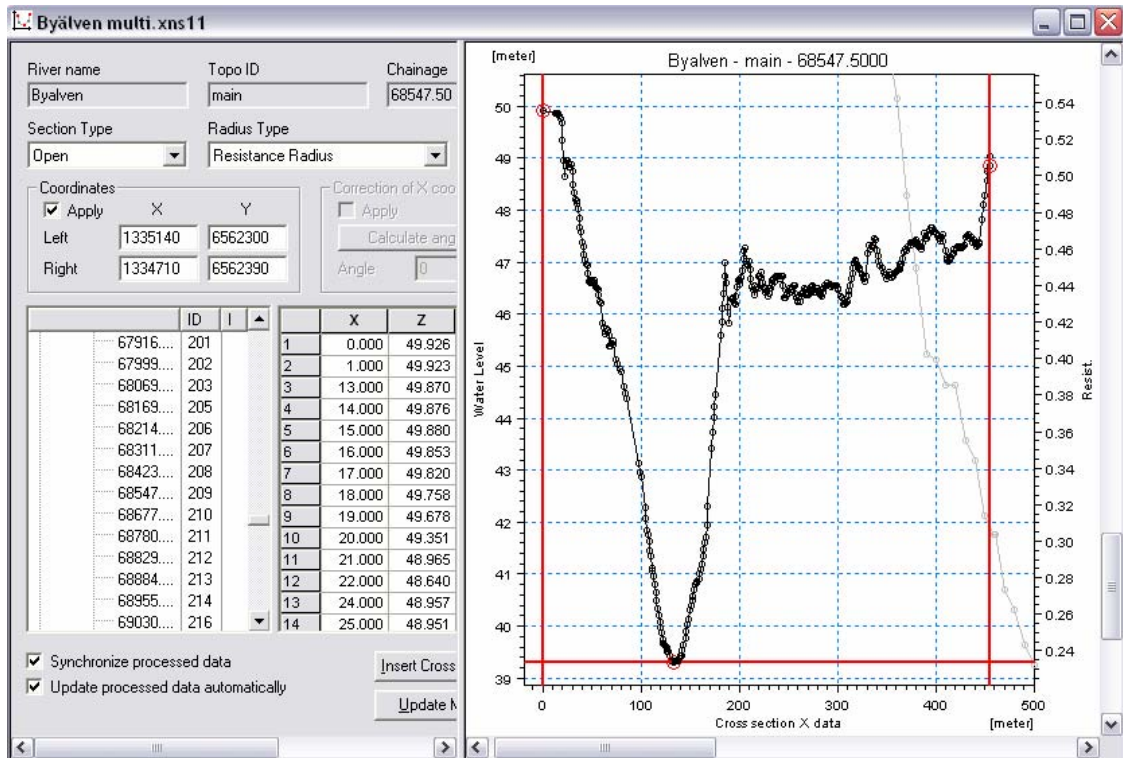 Byälven multi.xns11
River name Topo ID Chainage
Byalven main 68547.50
Section Type Radius Type
Open Resistance Radius
Coordinates Correction of X coo
Apply X Y Apply
Left 1335140 6562300 Calculate ang
Right 1334710 6562390 Angle 0
ID I
67916.... 201
67999.... 202
68069.... 203
68169.... 205
68214.... 206
68311.... 207
68423.... 208
68547.... 209
68677.... 210
68780.... 211
68829.... 212
68884.... 213
68955.... 214
69030.... 216
X Z
1 0.000 49.926
2 1.000 49.923
3 13.000 49.870
4 14.000 49.876
5 15.000 49.880
6 16.000 49.853
7 17.000 49.820
8 18.000 49.758
9 19.000 49.678
10 20.000 49.351
11 21.000 48.965
12 22.000 48.640
13 24.000 48.957
14 25.000 48.951
Synchronize processed data
Update processed data automatically
Insert Cross
Update M
[meter] Byalven - main - 68547.5000
50
49
48
47
46
45
44
43
42
41
40
39
Water Level
0.54
0.52
0.50
0.48
0.46
0.44
0.42
0.40
0.38
0.36
0.34
0.32
0.30
0.28
0.26
0.24
Resist.
0 100 200 300 400 500
Cross section X data [meter]